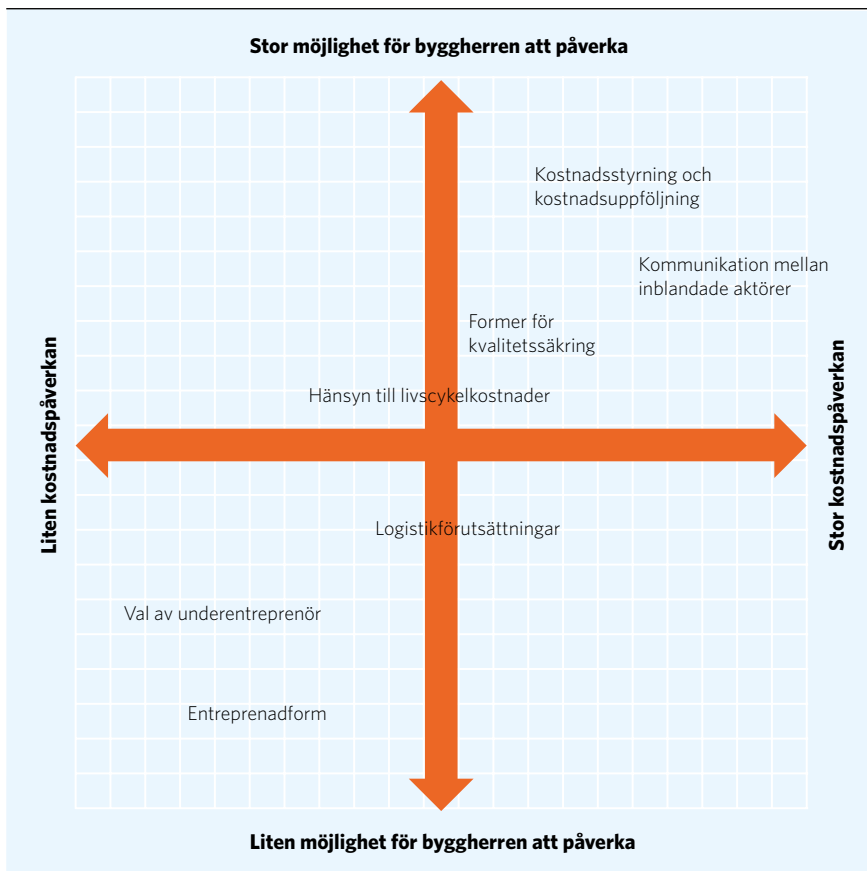 Stor möjlighet för byggherren att påverka
Kostnadsstyrning och
kostnadsuppföljning
Kommunikation mellan
inblandade aktörer
Former för
kvalitetssäkring
Hänsyn till livscykelkostnader
Liten kostnadspåverkan
Stor kostnadspåverkan
Logistikförutsättningar
Val av underentreprenör
Entreprenadform
Liten möjlighet för byggherren att påverka